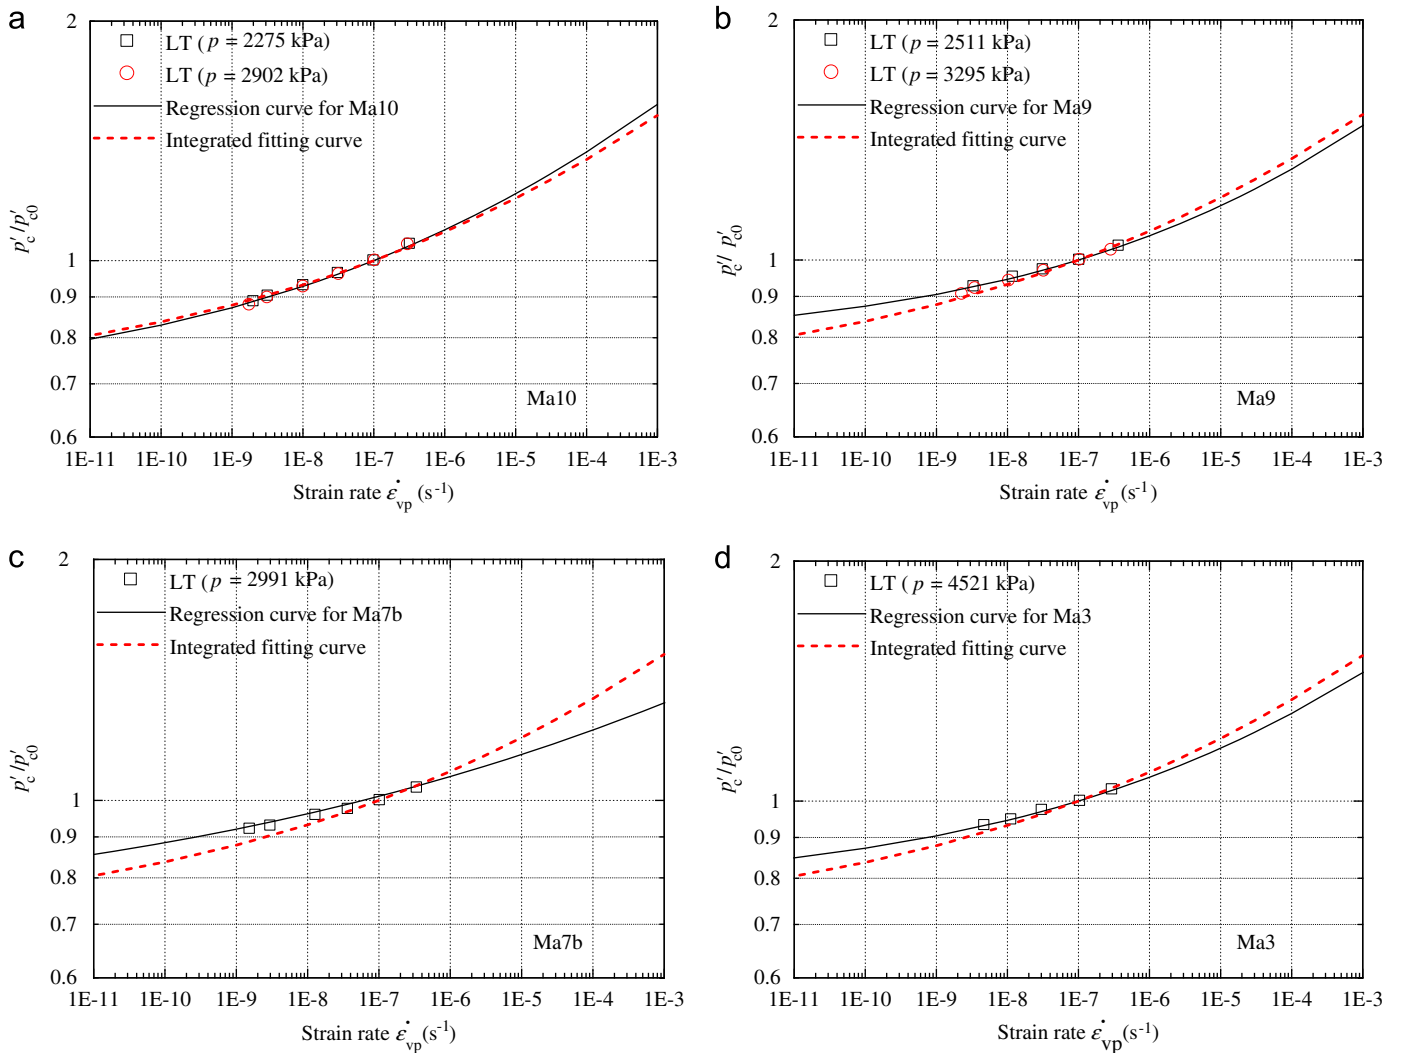 a
2
LT ( p = 2275 kPa)
LT ( p = 2902 kPa)
Regression curve for Ma10
Integrated fitting curve
p′c/p′c0
1
0.9
0.8
0.7
0.6
Ma10
1E-11 1E-10 1E-9 1E-8 1E-7 1E-6 1E-5 1E-4 1E-3
Strain rate ε̇vp (s-1)
b
2
LT ( p = 2511 kPa)
LT ( p = 3295 kPa)
Regression curve for Ma9
Integrated fitting curve
p′c/ p′c0
1
0.9
0.8
0.7
0.6
Ma9
1E-11 1E-10 1E-9 1E-8 1E-7 1E-6 1E-5 1E-4 1E-3
Strain rate ε̇vp (s-1)
c
2
LT ( p = 2991 kPa)
Regression curve for Ma7b
Integrated fitting curve
p′c/p′c0
1
0.9
0.8
0.7
0.6
Ma7b
1E-11 1E-10 1E-9 1E-8 1E-7 1E-6 1E-5 1E-4 1E-3
Strain rate ε̇vp(s-1)
d
2
LT ( p = 4521 kPa)
Regression curve for Ma3
Integrated fitting curve
p′c/p′c0
1
0.9
0.8
0.7
0.6
Ma3
1E-11 1E-10 1E-9 1E-8 1E-7 1E-6 1E-5 1E-4 1E-3
Strain rate ε̇vp (s-1)